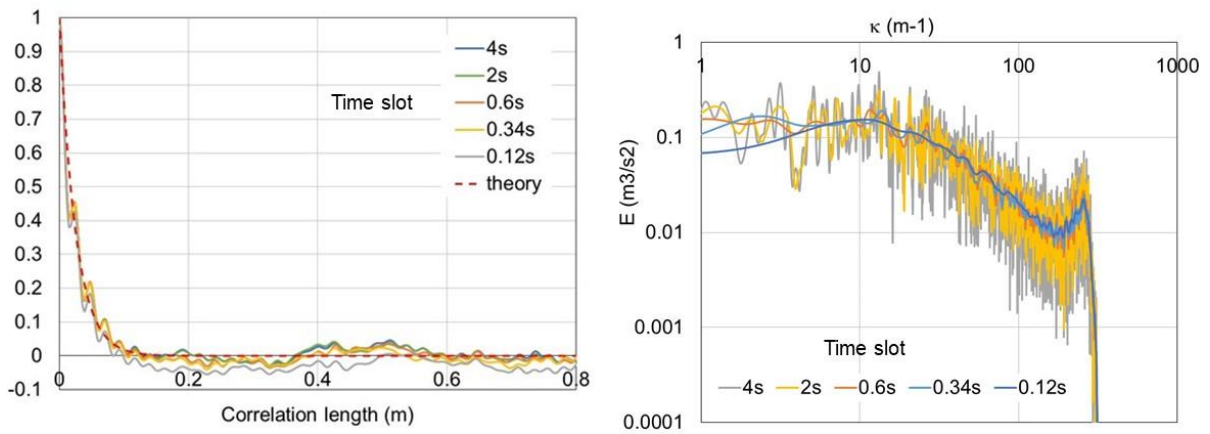 1
0.9
0.8
0.7
0.6
0.5
0.4
0.3
0.2
0.1
0
-0.1
0 0.2 0.4 0.6 0.8
Correlation length (m)
Time slot
4s
2s
0.6s
0.34s
0.12s
theory
κ (m-1)
1 10 100 1000
1
0.1
0.01
0.001
0.0001
E (m3/s2)
Time slot
4s 2s 0.6s 0.34s 0.12s